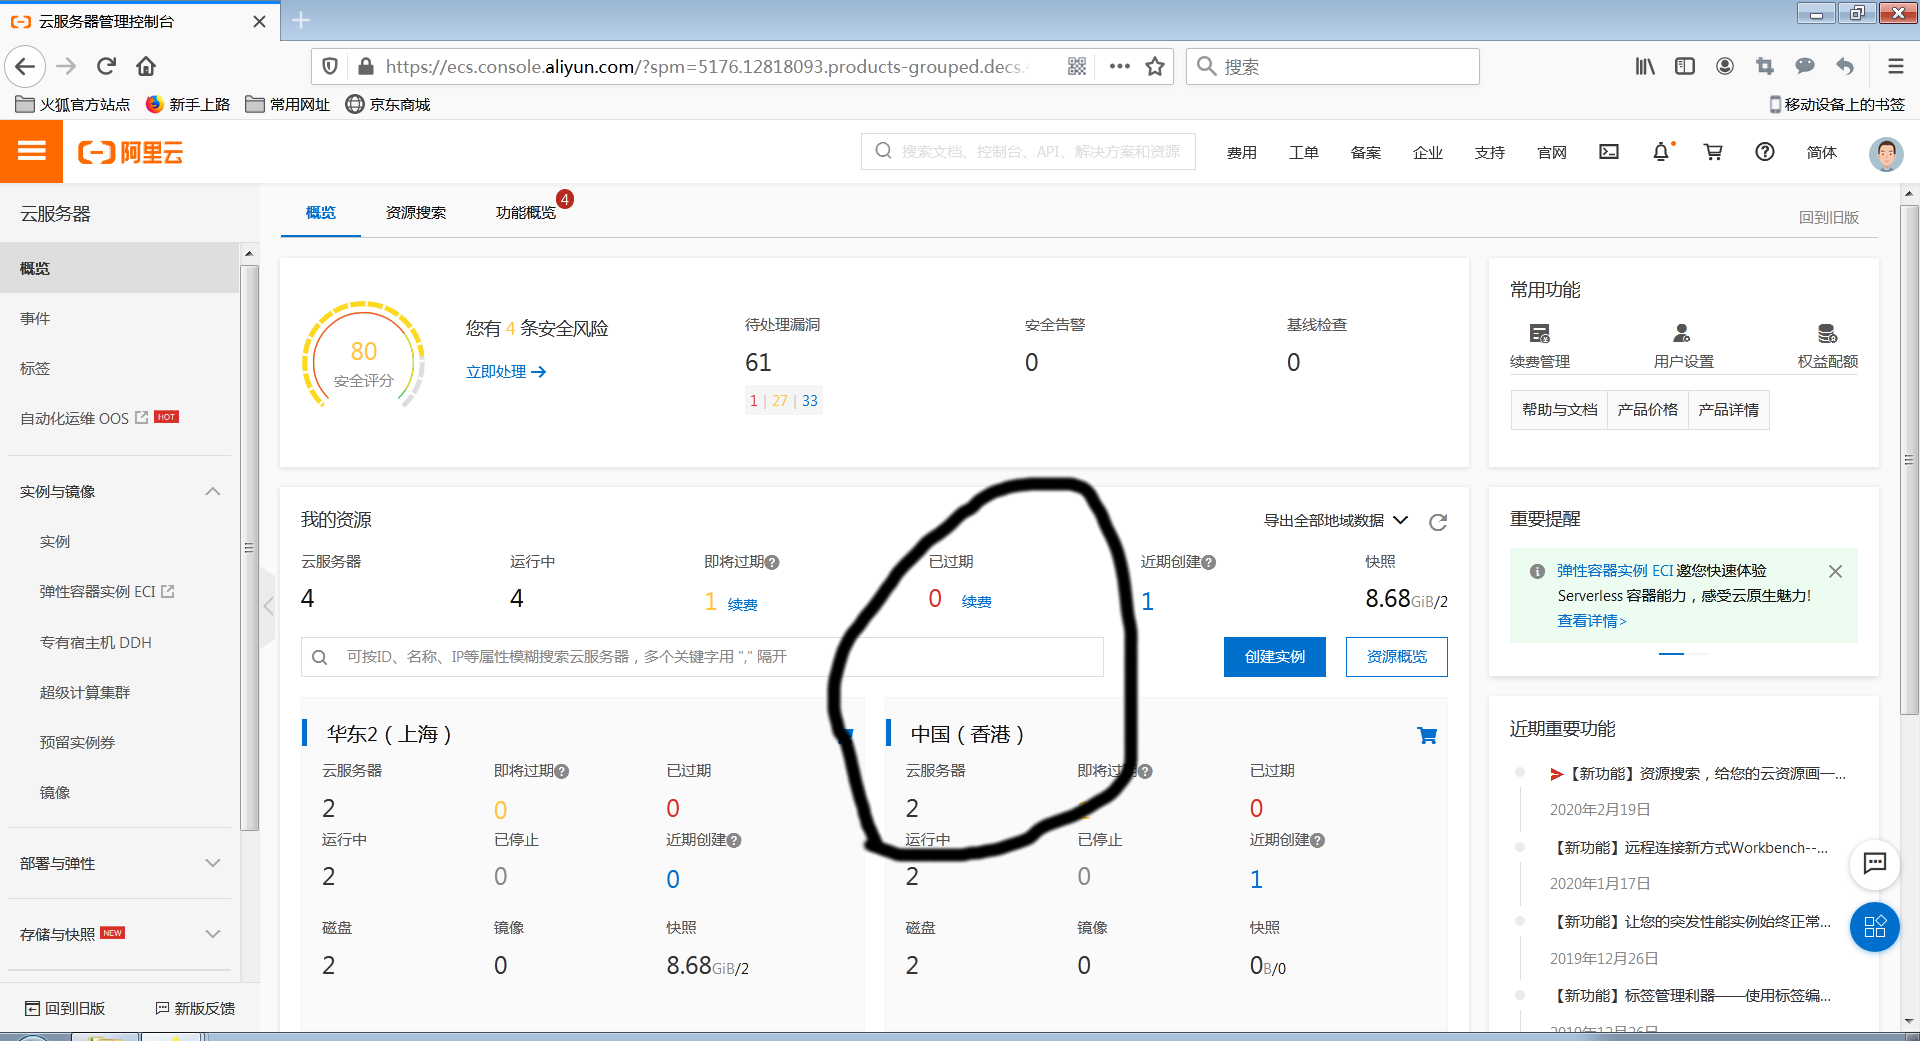 云服务器管理控制台
https://ecs.console.aliyun.com/?spm=5176.12818093.products-grouped.decs.
搜索
火狐官方站点 新手上路 常用网址 京东商城 移动设备上的书签
阿里云
搜索文档、控制台、API、解决方案和资源
费用 工单 备案 企业 支持 官网 简体
云服务器
概览
事件
标签
自动化运维 OOS HOT
实例与镜像
实例
弹性容器实例 ECI
专有宿主机 DDH
超级计算集群
预留实例券
镜像
部署与弹性
存储与快照 NEW
回到旧版 新版反馈
概览 资源搜索 功能概览 4
回到旧版
80
安全评分
您有 4 条安全风险
立即处理
待处理漏洞 安全告警 基线检查
61 0 0
1 | 27 | 33
我的资源
导出全部地域数据
云服务器 运行中 即将过期 已过期 近期创建 快照
4 4 1 续费 0 续费 1 8.68GiB/2
可按ID、名称、IP等属性模糊搜索云服务器，多个关键字用 "," 隔开
创建实例 资源概览
华东2（上海）
云服务器 即将过期 已过期
2 0 0
运行中 已停止 近期创建
2 0 0
磁盘 镜像 快照
2 0 8.68GiB/2
中国（香港）
云服务器 即将过 已过期
2 0
运行中 已停止 近期创建
2 0 1
磁盘 镜像 快照
2 0 0B/0
常用功能
续费管理 用户设置 权益配额
帮助与文档 产品价格 产品详情
重要提醒
弹性容器实例 ECI 邀您快速体验
Serverless 容器能力，感受云原生魅力!
查看详情>
近期重要功能
【新功能】资源搜索，给您的云资源画一...
2020年2月19日
【新功能】远程连接新方式Workbench--...
2020年1月17日
【新功能】让您的突发性能实例始终正常...
2019年12月26日
【新功能】标签管理利器——使用标签编...
2019年12月26日